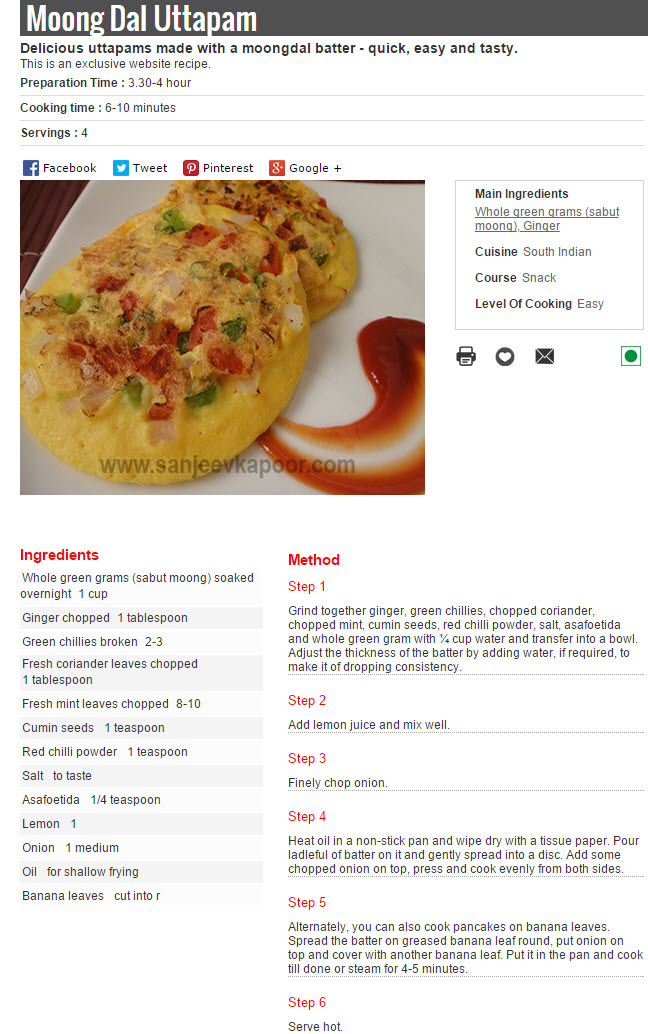 Moong Dal Uttapam
Delicious uttapams made with a moongdal batter - quick, easy and tasty.
This is an exclusive website recipe.
Preparation Time : 3.30-4 hour
Cooking time : 6-10 minutes
Servings : 4
Facebook Tweet Pinterest Google +
Main Ingredients
Whole green grams (sabut
moong), Ginger
Cuisine South Indian
Course Snack
Level Of Cooking Easy
www.sanjeevkapoor.com
Ingredients
Whole green grams (sabut moong) soaked
overnight 1 cup
Ginger chopped 1 tablespoon
Green chillies broken 2-3
Fresh coriander leaves chopped
1 tablespoon
Fresh mint leaves chopped 8-10
Cumin seeds 1 teaspoon
Red chilli powder 1 teaspoon
Salt to taste
Asafoetida 1/4 teaspoon
Lemon 1
Onion 1 medium
Oil for shallow frying
Banana leaves cut into r
Method
Step 1
Grind together ginger, green chillies, chopped coriander,
chopped mint, cumin seeds, red chilli powder, salt, asafoetida
and whole green gram with ¼ cup water and transfer into a bowl.
Adjust the thickness of the batter by adding water, if required, to
make it of dropping consistency.
Step 2
Add lemon juice and mix well.
Step 3
Finely chop onion.
Step 4
Heat oil in a non-stick pan and wipe dry with a tissue paper. Pour
ladleful of batter on it and gently spread into a disc. Add some
chopped onion on top, press and cook evenly from both sides.
Step 5
Alternately, you can also cook pancakes on banana leaves.
Spread the batter on greased banana leaf round, put onion on
top and cover with another banana leaf. Put it in the pan and cook
till done or steam for 4-5 minutes.
Step 6
Serve hot.